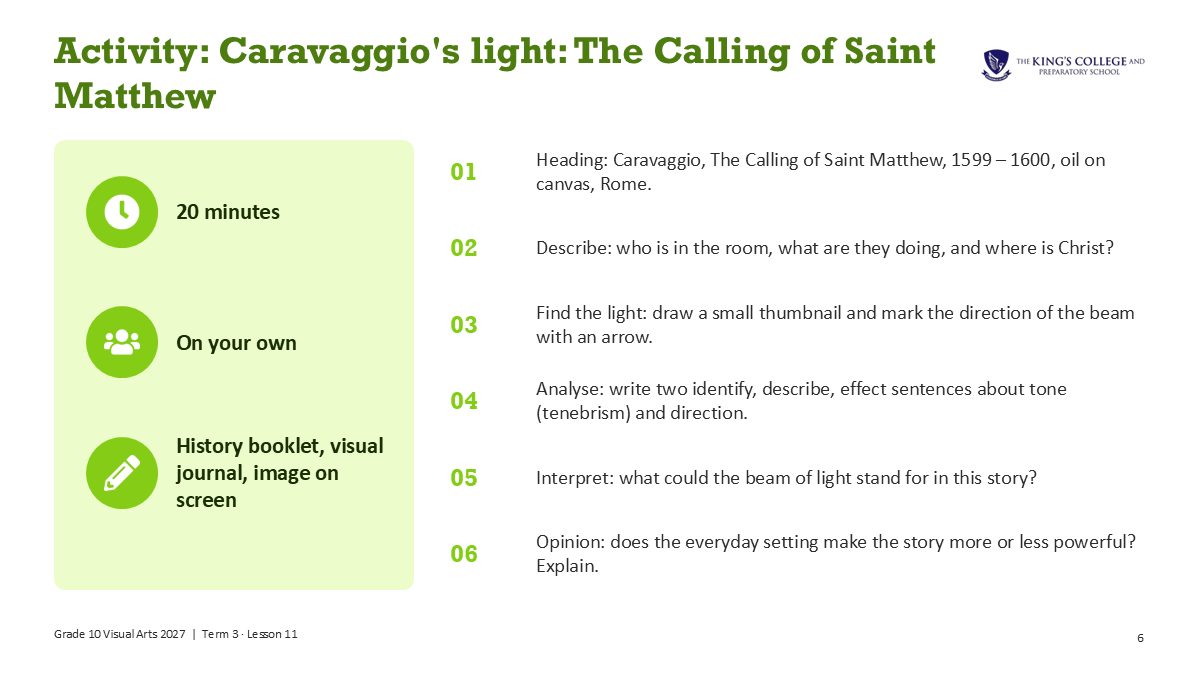 Activity: Caravaggio's light: The Calling of Saint
Matthew
THE KING'S COLLEGE AND
PREPARATORY SCHOOL
20 minutes
On your own
History booklet, visual
journal, image on
screen
01
Heading: Caravaggio, The Calling of Saint Matthew, 1599 – 1600, oil on
canvas, Rome.
02
Describe: who is in the room, what are they doing, and where is Christ?
03
Find the light: draw a small thumbnail and mark the direction of the beam
with an arrow.
04
Analyse: write two identify, describe, effect sentences about tone
(tenebrism) and direction.
05
Interpret: what could the beam of light stand for in this story?
06
Opinion: does the everyday setting make the story more or less powerful?
Explain.
Grade 10 Visual Arts 2027 | Term 3 · Lesson 11
6